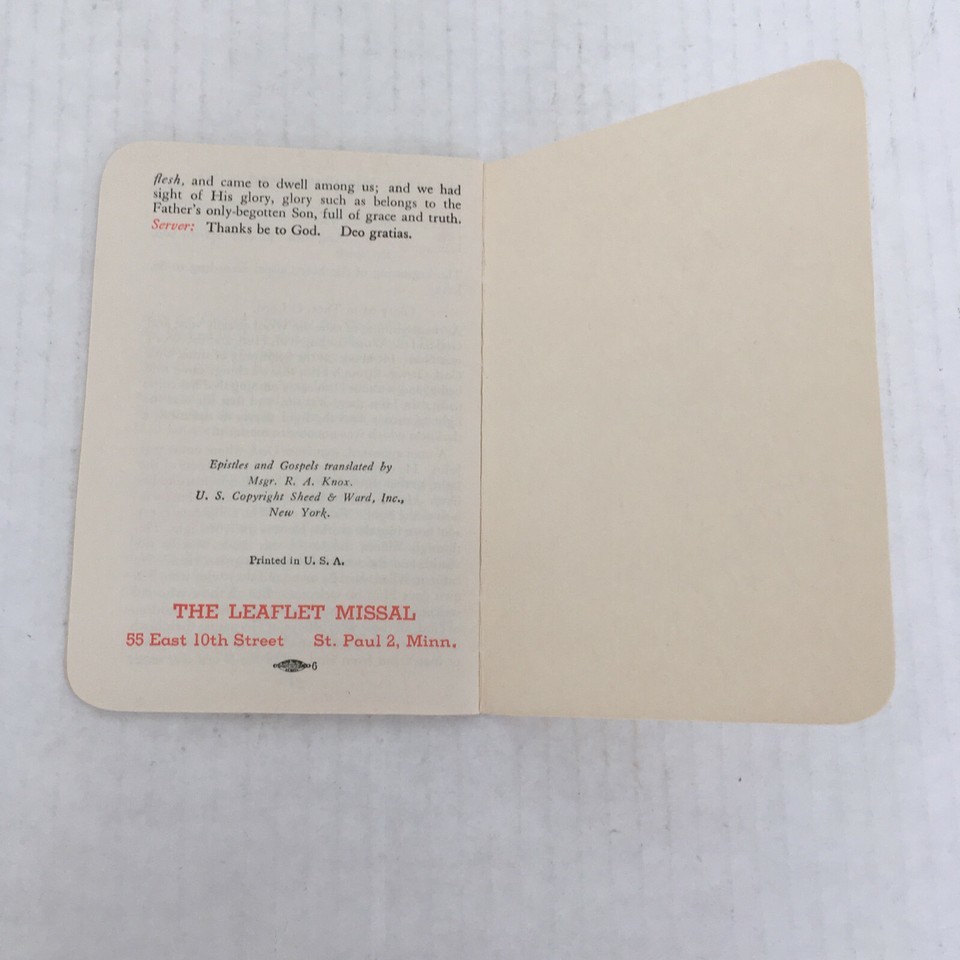 flesh, and came to dwell among us; and we had
sight of His glory, glory such as belongs to the
Father's only-begotten Son, full of grace and truth.
Server: Thanks be to God. Deo gratias.
Epistles and Gospels translated by
Msgr. R. A. Knox.
U. S. Copyright Sheed & Ward, Inc.,
New York.
Printed in U. S. A.
THE LEAFLET MISSAL
55 East 10th Street St. Paul 2, Minn.
6